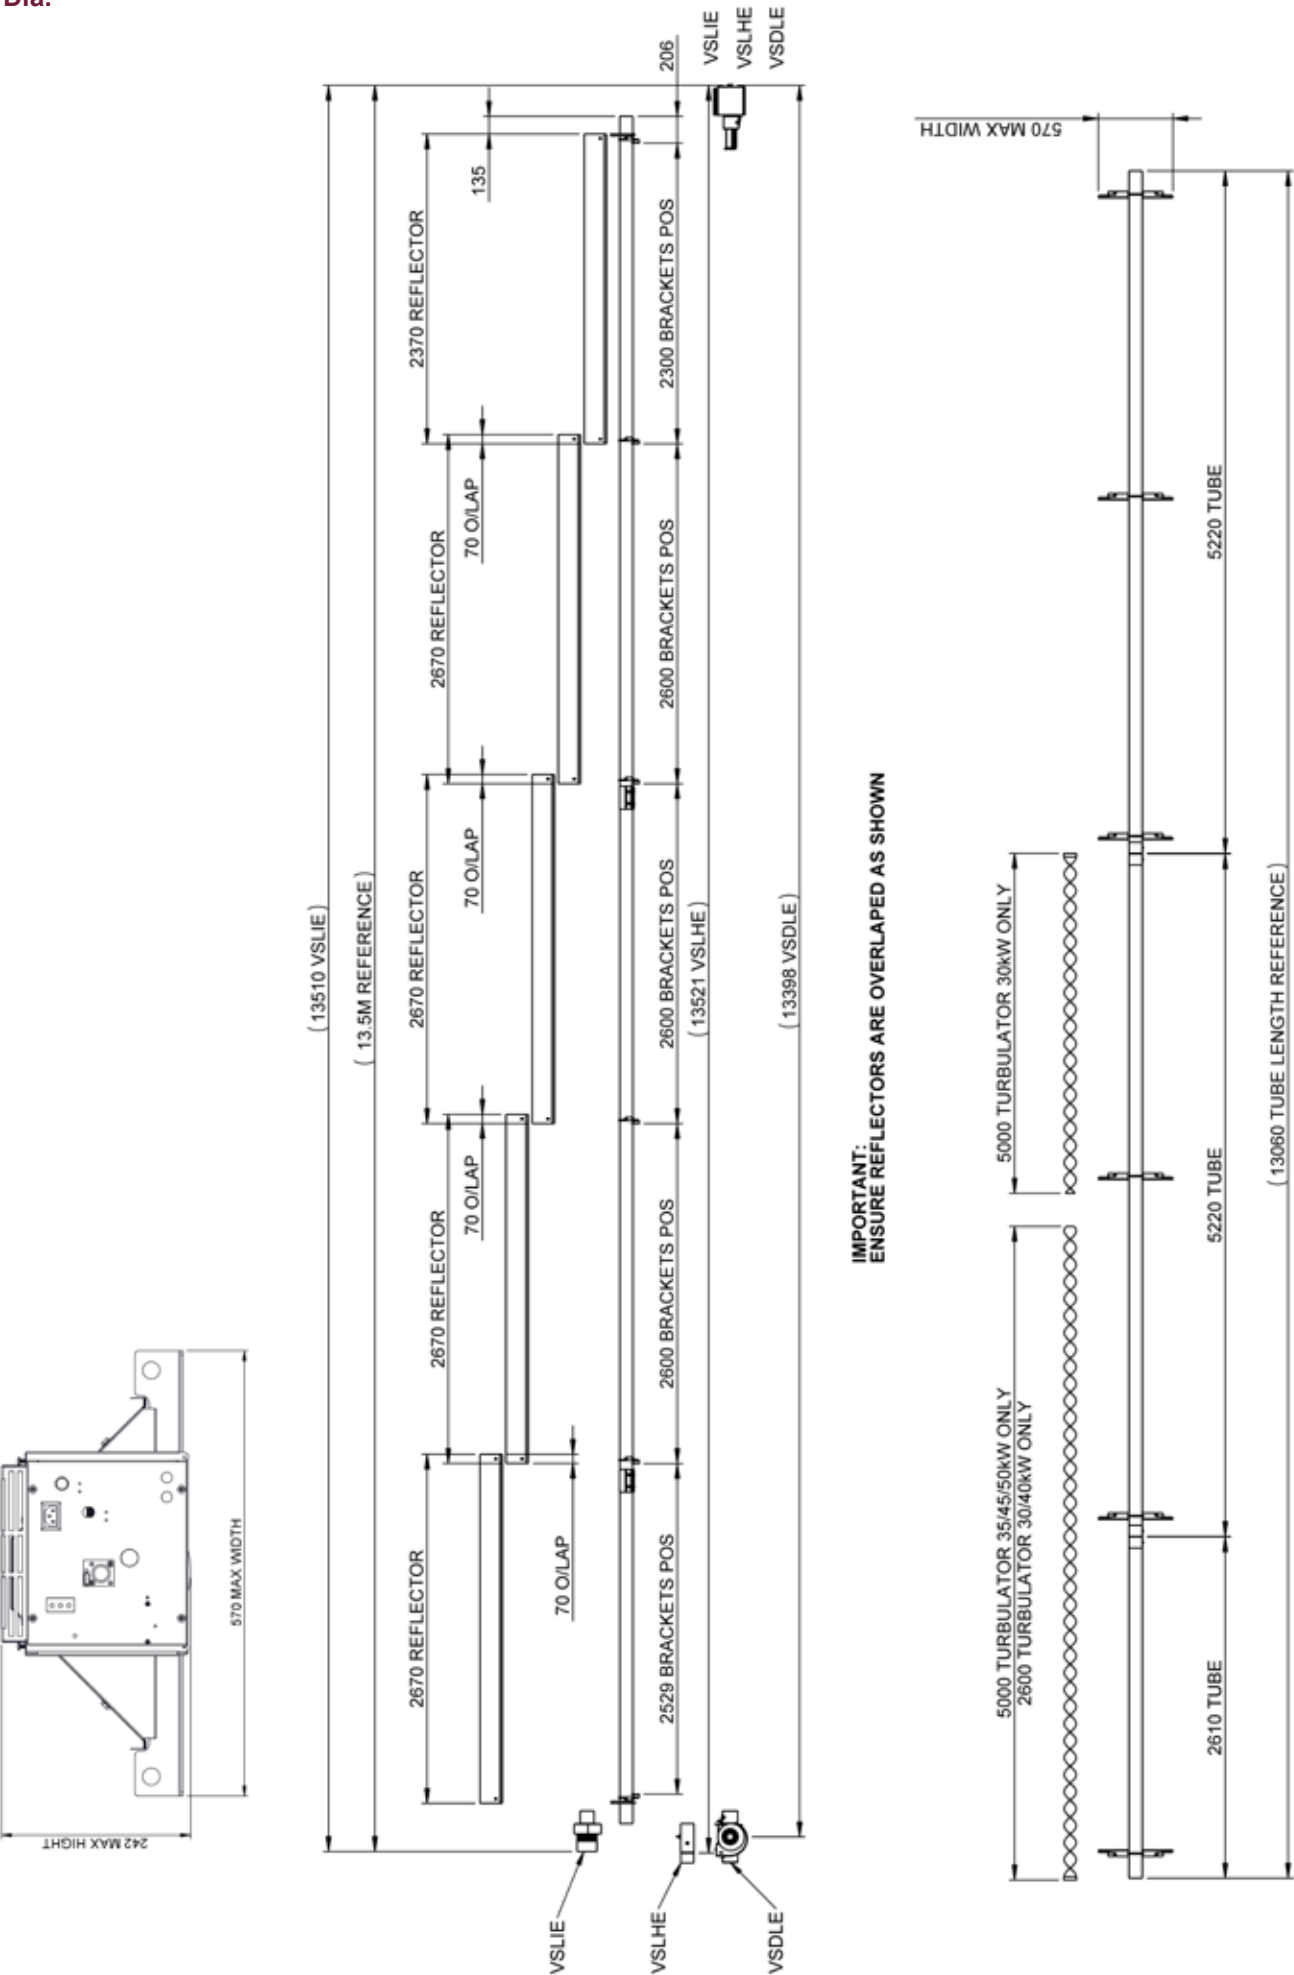 Dia.
242 MAX HIGHT
570 MAX WIDTH
( 13510 VSLIE )
( 13.5M REFERENCE )
2670 REFLECTOR
2670 REFLECTOR
2670 REFLECTOR
2670 REFLECTOR
2370 REFLECTOR
70 O/LAP
70 O/LAP
70 O/LAP
70 O/LAP
135
2529 BRACKETS POS
2600 BRACKETS POS
2600 BRACKETS POS
2600 BRACKETS POS
2300 BRACKETS POS
206
( 13521 VSLHE )
( 13398 VSDLE )
VSLIE
VSLHE
VSDLE
VSLIE
VSLHE
VSDLE
IMPORTANT:
ENSURE REFLECTORS ARE OVERLAPED AS SHOWN
570 MAX WIDTH
5000 TURBULATOR 35/45/50kW ONLY
2600 TURBULATOR 30/40kW ONLY
5000 TURBULATOR 30kW ONLY
2610 TUBE
5220 TUBE
5220 TUBE
( 13060 TUBE LENGTH REFERENCE )